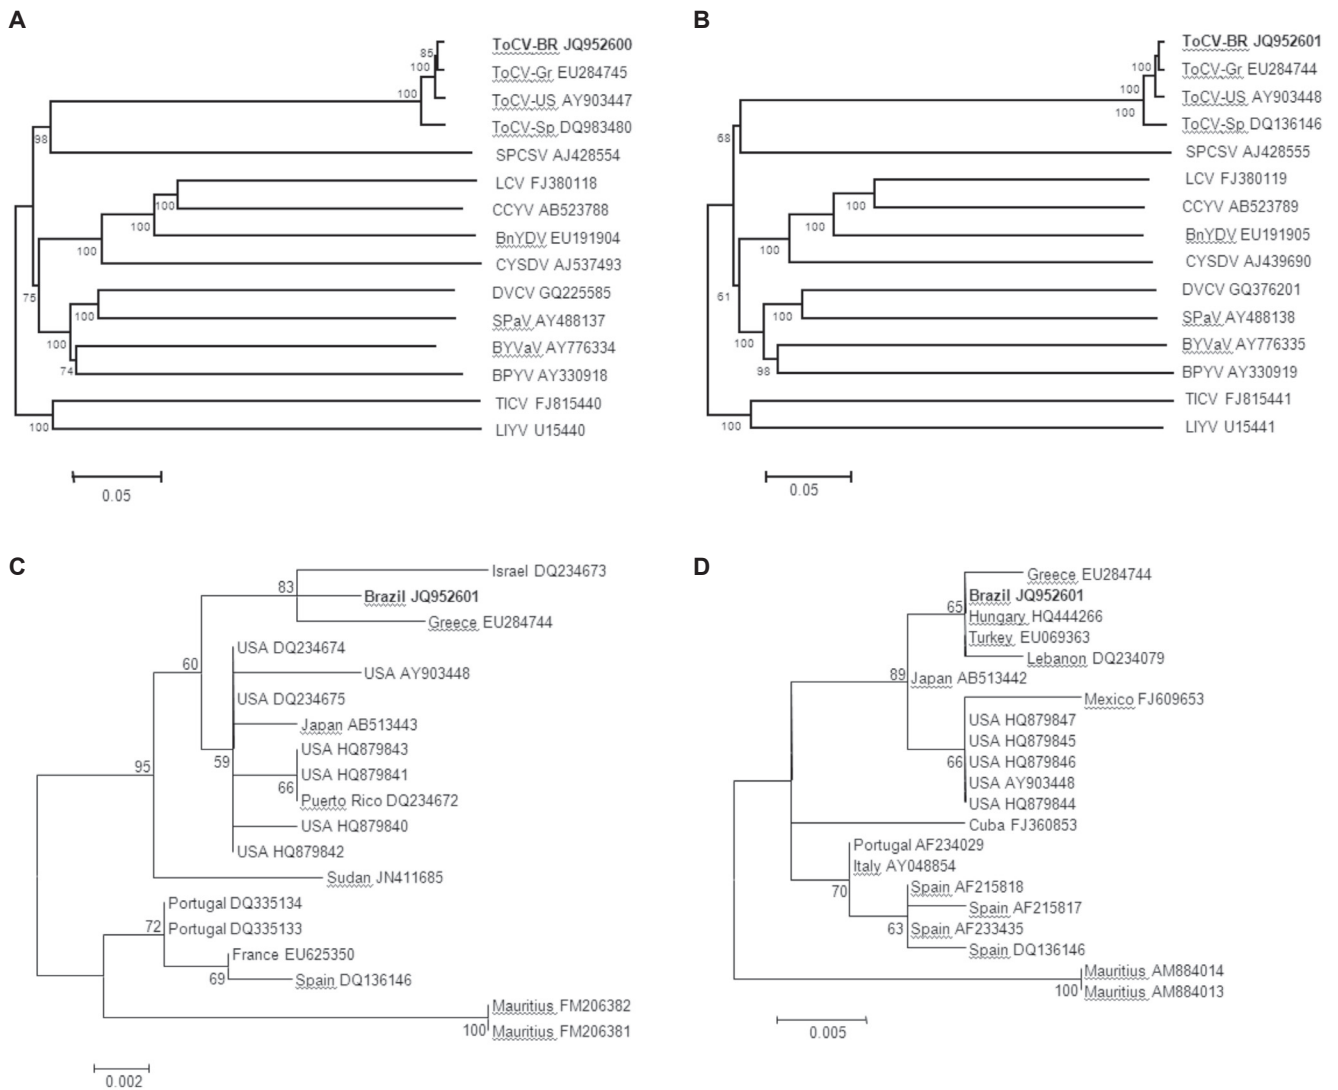 A
85
ToCV-BR JQ952600
100
ToCV-Gr EU284745
100
ToCV-US AY903447
ToCV-Sp DQ983480
98
SPCSV AJ428554
LCV FJ380118
100
CCYV AB523788
100
BnYDV EU191904
100
CYSDV AJ537493
75
DVCV GQ225585
100
SPaV AY488137
100
BYVaV AY776334
74
BPYV AY330918
TICV FJ815440
100
LIYV U15440
0.05
B
ToCV-BR JQ952601
100
ToCV-Gr EU284744
100
ToCV-US AY903448
100
ToCV-Sp DQ136146
68
SPCSV AJ428555
LCV FJ380119
100
CCYV AB523789
100
BnYDV EU191905
100
CYSDV AJ439690
61
DVCV GQ376201
100
SPaV AY488138
100
BYVaV AY776335
98
BPYV AY330919
TICV FJ815441
100
LIYV U15441
0.05
C
Israel DQ234673
83
Brazil JQ952601
Greece EU284744
USA DQ234674
60
USA AY903448
USA DQ234675
Japan AB513443
USA HQ879843
95
59
USA HQ879841
66
Puerto Rico DQ234672
USA HQ879840
USA HQ879842
Sudan JN411685
Portugal DQ335134
72
Portugal DQ335133
France EU625350
69
Spain DQ136146
Mauritius FM206382
100
Mauritius FM206381
0.002
D
Greece EU284744
Brazil JQ952601
65
Hungary HQ444266
Turkey EU069363
Lebanon DQ234079
89
Japan AB513442
Mexico FJ609653
USA HQ879847
USA HQ879845
66
USA HQ879846
USA AY903448
USA HQ879844
Cuba FJ360853
Portugal AF234029
Italy AY048854
70
Spain AF215818
Spain AF215817
63
Spain AF233435
Spain DQ136146
Mauritius AM884014
100
Mauritius AM884013
0.005